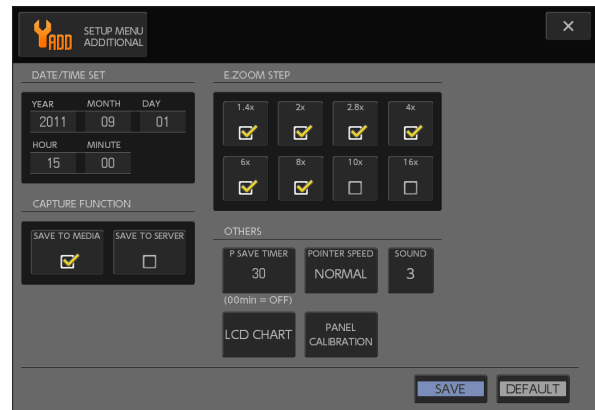 ADD
SETUP MENU
ADDITIONAL
×
DATE/TIME SET
YEAR MONTH DAY
2011 09 01
HOUR MINUTE
15 00
CAPTURE FUNCTION
SAVE TO MEDIA SAVE TO SERVER
E.ZOOM STEP
1.4x 2x 2.8x 4x
6x 8x 10x 16x
OTHERS
P SAVE TIMER POINTER SPEED SOUND
30 NORMAL 3
(00min = OFF)
LCD CHART
PANEL
CALIBRATION
SAVE DEFAULT